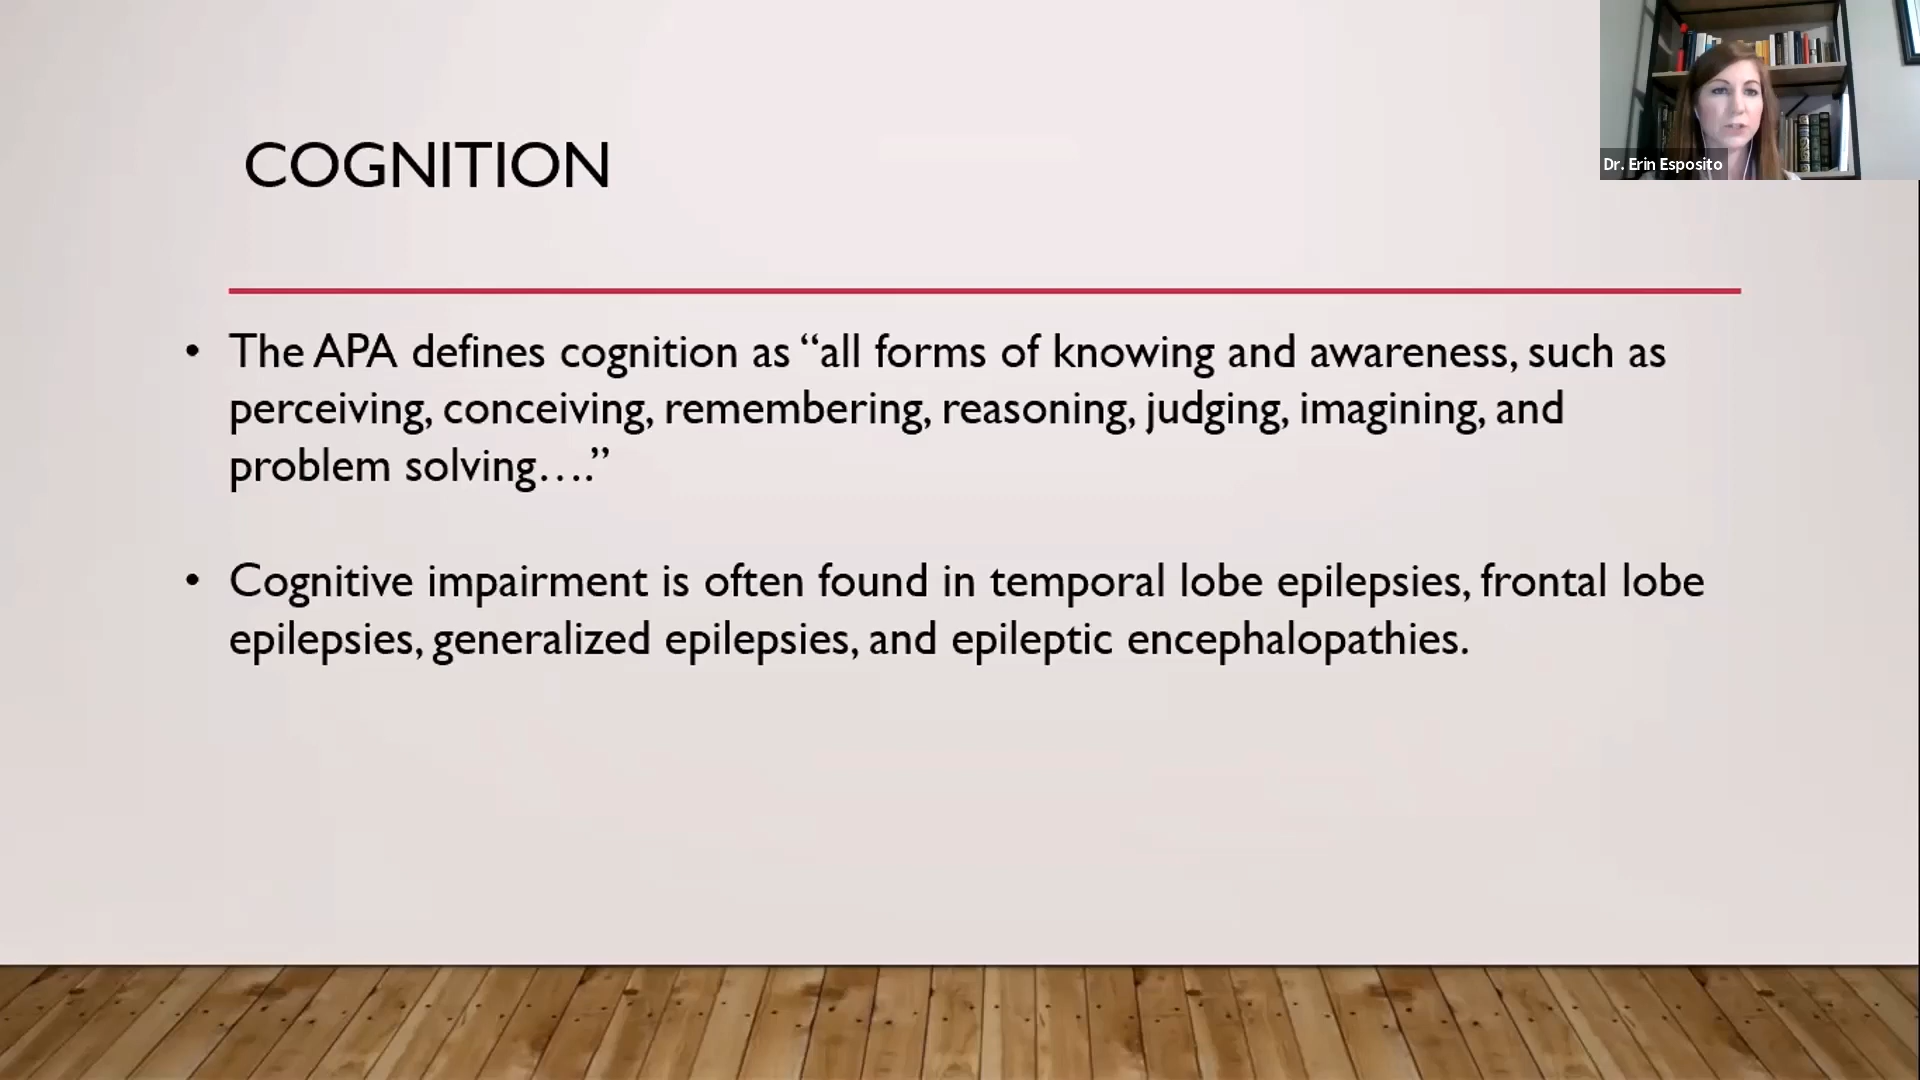 COGNITION
Dr. Erin Esposito
• The APA defines cognition as “all forms of knowing and awareness, such as
perceiving, conceiving, remembering, reasoning, judging, imagining, and
problem solving….”
• Cognitive impairment is often found in temporal lobe epilepsies, frontal lobe
epilepsies, generalized epilepsies, and epileptic encephalopathies.